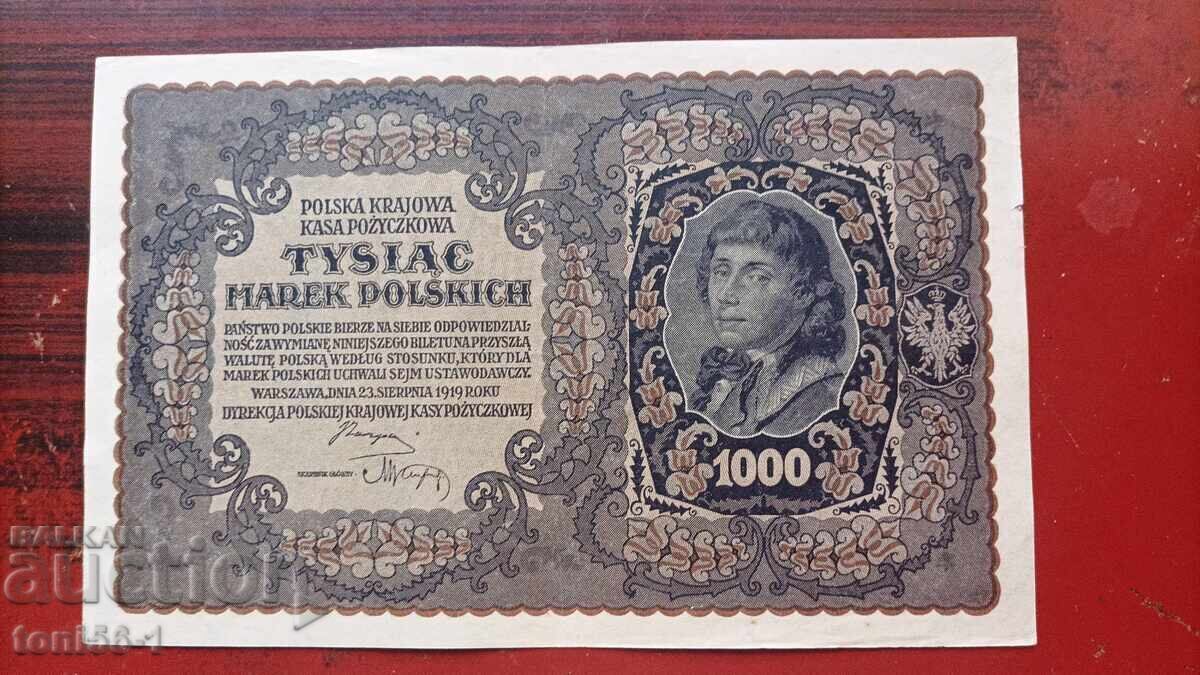 POLSKA KRAJOWA
KASA POŻYCZKOWA
TYSIĄC
MAREK POLSKICH
PAŃSTWO POLSKIE BIERZE NA SIEBIE ODPOWIEDZIAL-
NOŚĆ ZA WYMIANĘ NINIEJSZEGO BILETU NA PRZYSZŁĄ
WALUTĘ POLSKĄ WEDŁUG STOSUNKU, KTÓRY DLA
MAREK POLSKICH UCHWALI SEJM USTAWODAWCZY.
WARSZAWA, DNIA 23. SIERPNIA 1919 ROKU
DYREKCJA POLSKIEJ KRAJOWEJ KASY POŻYCZKOWEJ
SKARBNIK GŁÓWNY
1000
BALKAN
auction
toni56-1